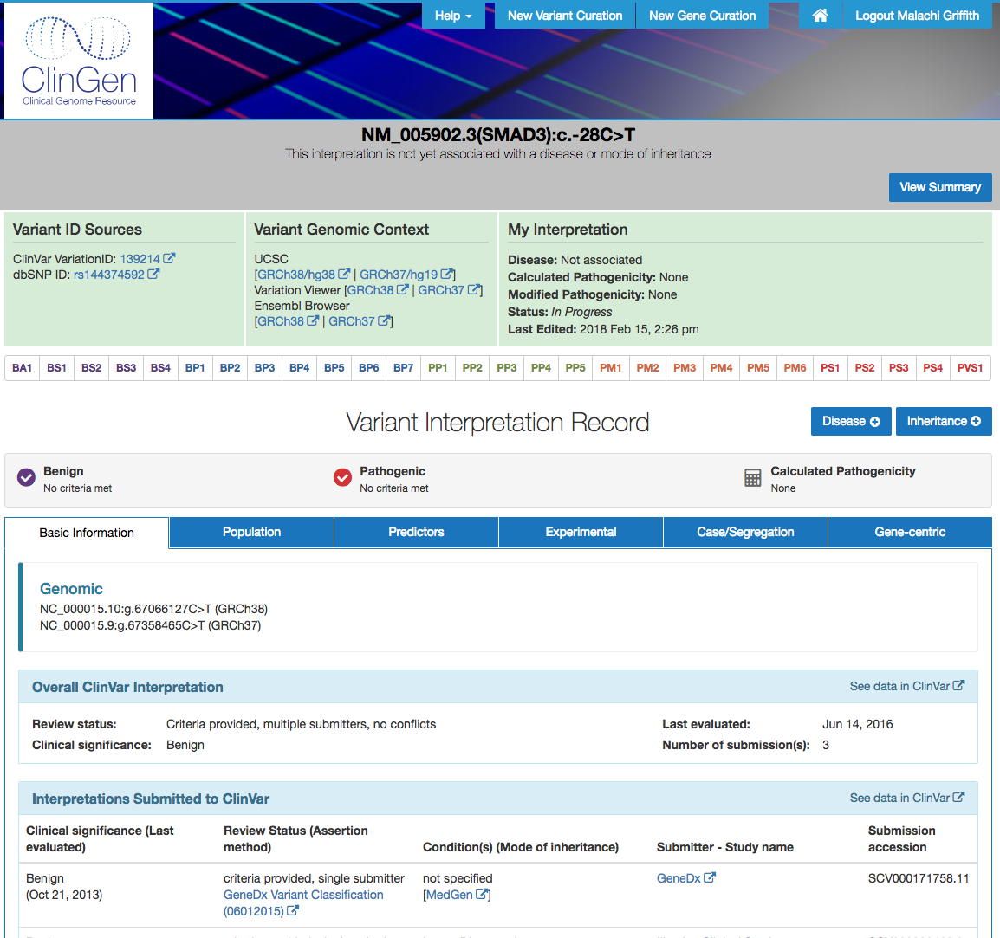 Help
New Variant Curation
New Gene Curation
Logout Malachi Griffith
ClinGen
Clinical Genome Resource
NM_005902.3(SMAD3):c.-28C>T
This interpretation is not yet associated with a disease or mode of inheritance
View Summary
Variant ID Sources
ClinVar VariationID: 139214
dbSNP ID: rs144374592
Variant Genomic Context
UCSC
[GRCh38/hg38 | GRCh37/hg19]
Variation Viewer [GRCh38 | GRCh37]
Ensembl Browser
[GRCh38 | GRCh37]
My Interpretation
Disease: Not associated
Calculated Pathogenicity: None
Modified Pathogenicity: None
Status: In Progress
Last Edited: 2018 Feb 15, 2:26 pm
BA1 BS1 BS2 BS3 BS4 BP1 BP2 BP3 BP4 BP5 BP6 BP7 PP1 PP2 PP3 PP4 PP5 PM1 PM2 PM3 PM4 PM5 PM6 PS1 PS2 PS3 PS4 PVS1
Variant Interpretation Record
Disease
Inheritance
Benign
No criteria met
Pathogenic
No criteria met
Calculated Pathogenicity
None
Basic Information
Population
Predictors
Experimental
Case/Segregation
Gene-centric
Genomic
NC_000015.10:g.67066127C>T (GRCh38)
NC_000015.9:g.67358465C>T (GRCh37)
Overall ClinVar Interpretation
See data in ClinVar
Review status: Criteria provided, multiple submitters, no conflicts
Clinical significance: Benign
Last evaluated: Jun 14, 2016
Number of submission(s): 3
Interpretations Submitted to ClinVar
See data in ClinVar
Clinical significance (Last
evaluated)
Review Status (Assertion
method)
Condition(s) (Mode of inheritance)
Submitter - Study name
Submission
accession
Benign
(Oct 21, 2013)
criteria provided, single submitter
GeneDx Variant Classification
(06012015)
not specified
[MedGen]
GeneDx
SCV000171758.11